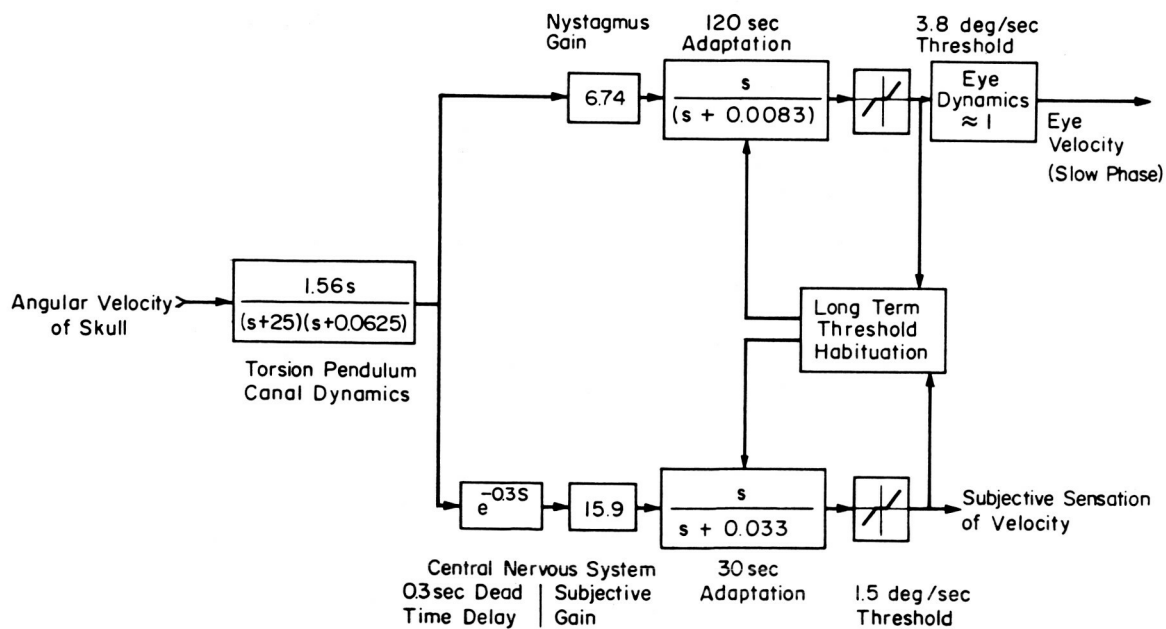 Nystagmus
Gain
120 sec
Adaptation
3.8 deg/sec
Threshold
6.74
s
(s + 0.0083)
Eye
Dynamics
≈ 1
Eye
Velocity
(Slow Phase)
Angular Velocity
of Skull
1.56s
(s+25)(s+0.0625)
Torsion Pendulum
Canal Dynamics
Long Term
Threshold
Habituation
e^-0.3S
15.9
s
s + 0.033
Subjective Sensation
of Velocity
Central Nervous System
0.3 sec Dead
Time Delay
Subjective
Gain
30 sec
Adaptation
1.5 deg/sec
Threshold